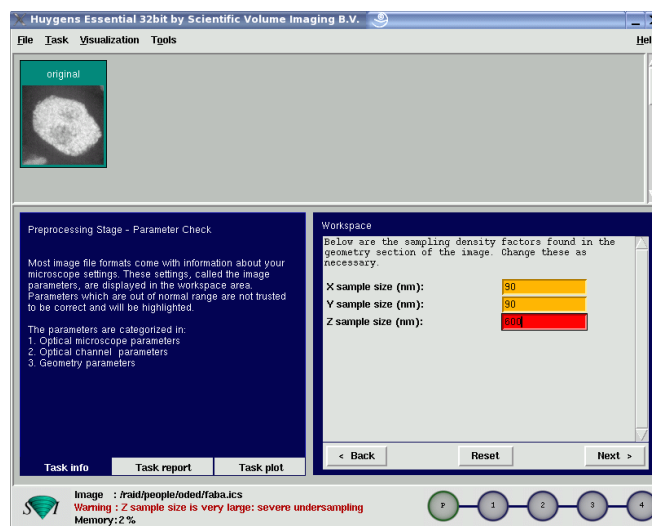 Huygens Essential 32bit by Scientific Volume Imaging B.V.
File Task Visualization Tools Hel
original
Preprocessing Stage - Parameter Check
Most image file formats come with information about your
microscope settings. These settings, called the image
parameters, are displayed in the workspace area.
Parameters which are out of normal range are not trusted
to be correct and will be highlighted.
The parameters are categorized in:
1. Optical microscope parameters
2. Optical channel parameters
3. Geometry parameters
Task info Task report Task plot
Workspace
Below are the sampling density factors found in the
geometry section of the image. Change these as
necessary.
X sample size (nm): 90
Y sample size (nm): 90
Z sample size (nm): 600
< Back Reset Next >
SVI
Image : /raid/people/oded/faba.ics
Warning : Z sample size is very large: severe undersampling
Memory:2 %
P 1 2 3 4